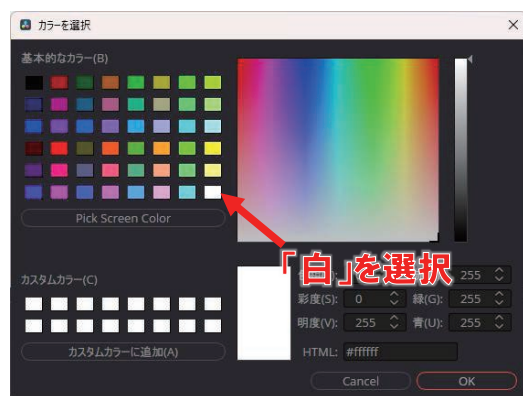 カラーを選択
基本的なカラー(B)
Pick Screen Color
「白」を選択
255
カスタムカラー(C)
彩度(S): 0 緑(G): 255
明度(V): 255 青(U): 255
カスタムカラーに追加(A)
HTML: #ffffff
Cancel OK